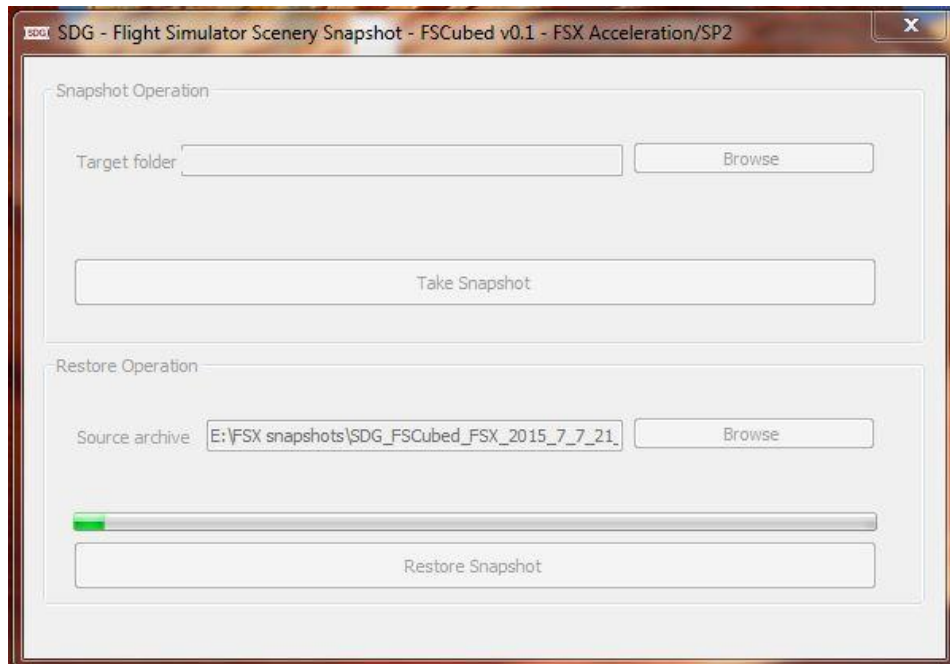 SDG SDG - Flight Simulator Scenery Snapshot - FSCubed v0.1 - FSX Acceleration/SP2 X
Snapshot Operation
Target folder Browse
Take Snapshot
Restore Operation
Source archive E:\FSX snapshots\SDG_FSCubed_FSX_2015_7_7_21_ Browse
Restore Snapshot